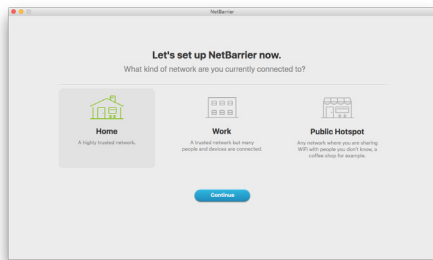 NetBarrier
Let's set up NetBarrier now.
What kind of network are you currently connected to?
Home
A highly trusted network.
Work
A trusted network but many
people and devices are connected.
Public Hotspot
Any network where you are sharing
WiFi with people you don't know, a
coffee shop for example.
Continue